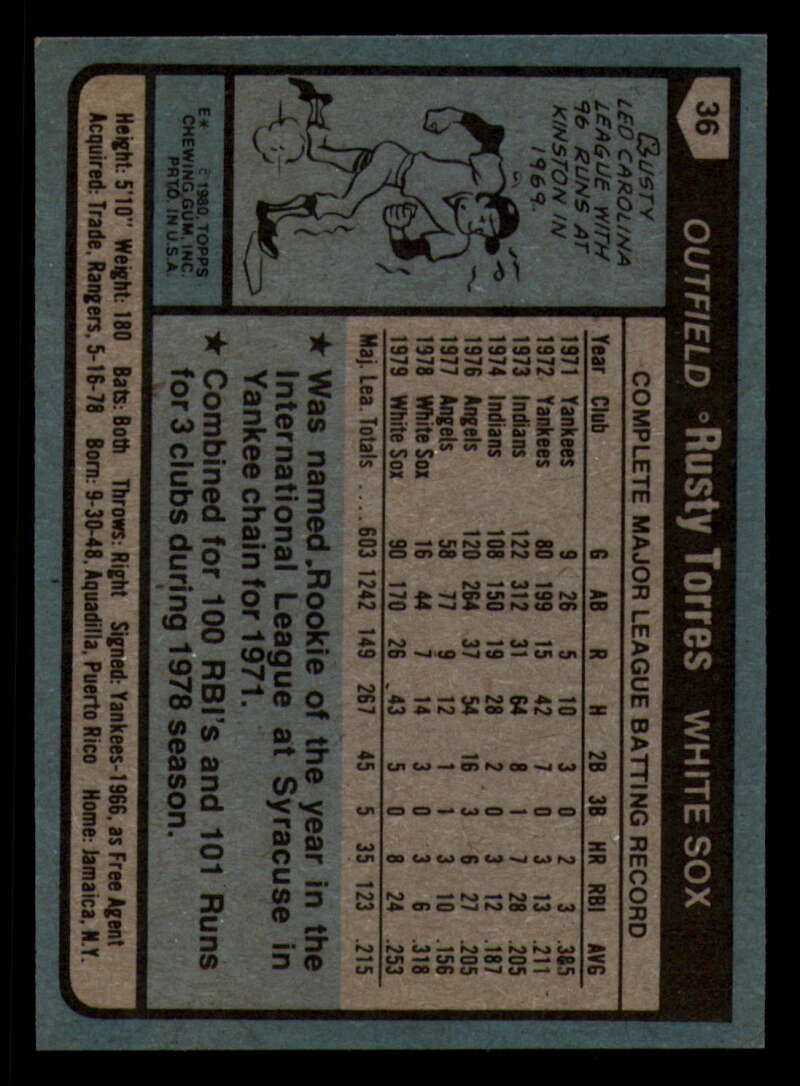 36
OUTFIELD Rusty Torres WHITE SOX
RUSTY
LED CAROLINA
LEAGUE WITH
96 RUNS AT
KINSTON IN
1969.
E* © 1980, TOPPS
CHEWING GUM, INC.
PRTD. IN U.S.A.
COMPLETE MAJOR LEAGUE BATTING RECORD
Year Club G AB R H 2B 3B HR RBI AVG
1971 Yankees 9 26 5 10 3 0 2 3 .385
1972 Yankees 80 199 15 42 7 0 3 13 .211
1973 Indians 122 312 31 64 8 1 7 28 .205
1974 Indians 108 150 19 28 2 0 3 12 .187
1976 Angels 120 264 37 54 16 3 6 27 .205
1977 Angels 58 77 9 12 1 1 3 10 .156
1978 White Sox 16 44 7 14 3 0 3 6 .318
1979 White Sox 90 170 26 43 5 0 8 24 .253
Maj. Lea. Totals .... 603 1242 149 267 45 5 35 123 .215
★ Was named Rookie of the year in the
International League at Syracuse in
Yankee chain for 1971.
★ Combined for 100 RBI's and 101 Runs
for 3 clubs during 1978 season.
Height: 5'10" Weight: 180 Bats: Both Throws: Right Signed: Yankees-1966, as Free Agent
Acquired: Trade, Rangers, 5-16-78 Born: 9-30-48, Aquadilla, Puerto Rico Home: Jamaica, N.Y.